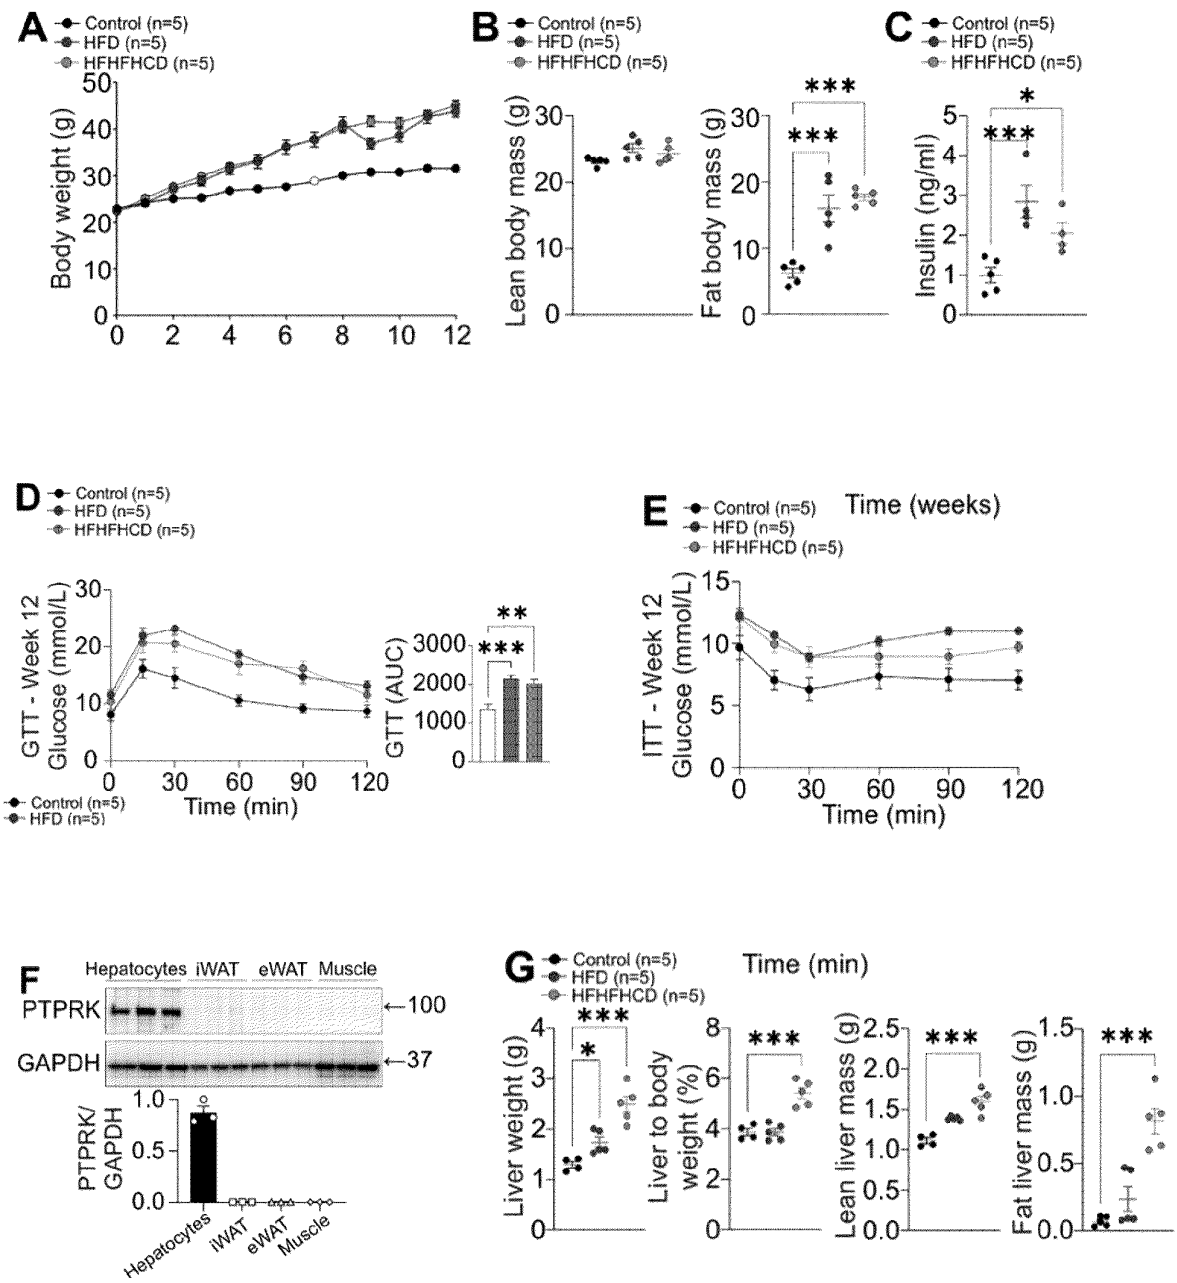 A
Control (n=5)
HFD (n=5)
HFHFHCD (n=5)
50
40
30
20
10
0
Body weight (g)
0 2 4 6 8 10 12
B
Control (n=5)
HFD (n=5)
HFHFHCD (n=5)
30
20
10
0
Lean body mass (g)
***
***
30
20
10
0
Fat body mass (g)
C
Control (n=5)
HFD (n=5)
HFHFHCD (n=5)
*
***
5
4
3
2
1
0
Insulin (ng/ml)
D
Control (n=5)
HFD (n=5)
HFHFHCD (n=5)
30
20
10
0
GTT - Week 12
Glucose (mmol/L)
0 30 60 90 120
Time (min)
**
***
3000
2000
1000
0
GTT (AUC)
Control (n=5)
HFD (n=5)
E
Control (n=5)
HFD (n=5)
HFHFHCD (n=5)
Time (weeks)
15
10
5
0
ITT - Week 12
Glucose (mmol/L)
0 30 60 90 120
Time (min)
F
Hepatocytes iWAT eWAT Muscle
PTPRK
←100
GAPDH
←37
1.0
0.5
0.0
PTPRK/
GAPDH
Hepatocytes
iWAT
eWAT
Muscle
G
Control (n=5)
HFD (n=5)
HFHFHCD (n=5)
Time (min)
***
*
4
3
2
1
0
Liver weight (g)
***
8
6
4
2
0
Liver to body
weight (%)
***
2.5
2.0
1.5
1.0
0.5
0.0
Lean liver mass (g)
***
1.5
1.0
0.5
0.0
Fat liver mass (g)